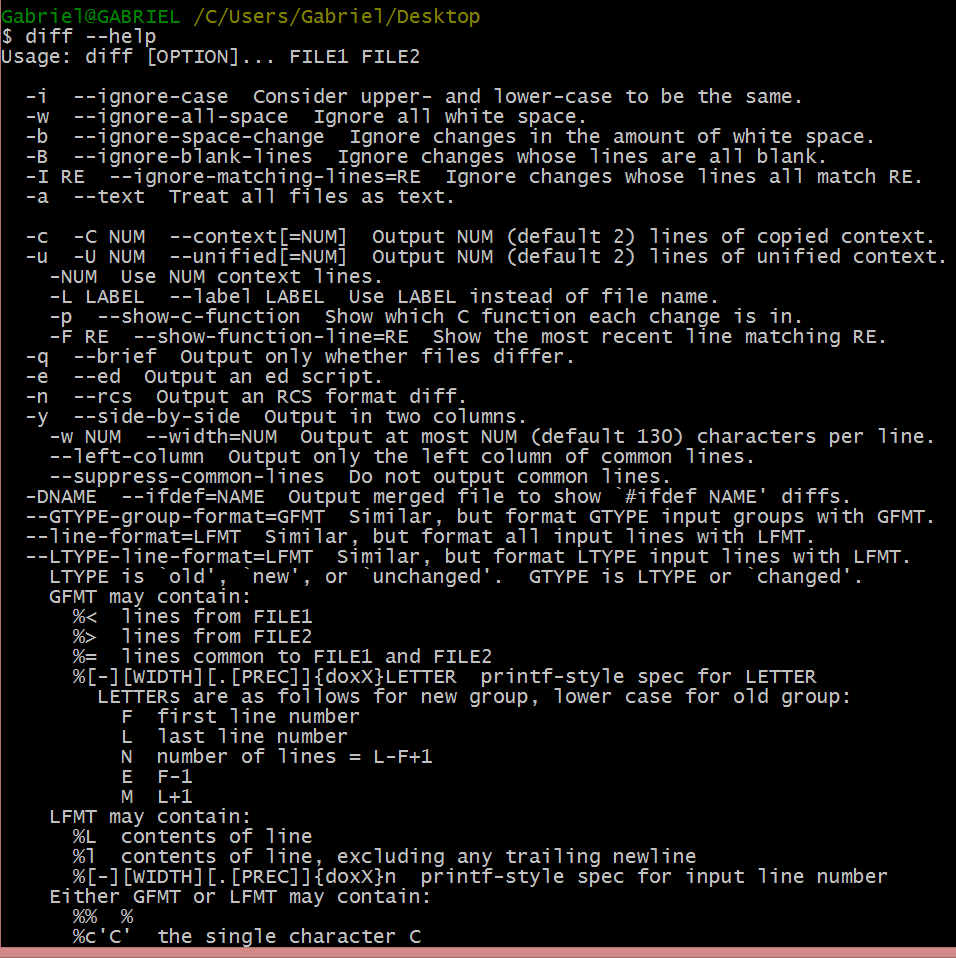 Gabriel@GABRIEL /C/Users/Gabriel/Desktop
$ diff --help
Usage: diff [OPTION]... FILE1 FILE2

  -i  --ignore-case  Consider upper- and lower-case to be the same.
  -w  --ignore-all-space  Ignore all white space.
  -b  --ignore-space-change  Ignore changes in the amount of white space.
  -B  --ignore-blank-lines  Ignore changes whose lines are all blank.
  -I RE  --ignore-matching-lines=RE  Ignore changes whose lines all match RE.
  -a  --text  Treat all files as text.

  -c  -C NUM  --context[=NUM]  Output NUM (default 2) lines of copied context.
  -u  -U NUM  --unified[=NUM]  Output NUM (default 2) lines of unified context.
    -NUM  Use NUM context lines.
    -L LABEL  --label LABEL  Use LABEL instead of file name.
    -p  --show-c-function  Show which C function each change is in.
    -F RE  --show-function-line=RE  Show the most recent line matching RE.
  -q  --brief  Output only whether files differ.
  -e  --ed  Output an ed script.
  -n  --rcs  Output an RCS format diff.
  -y  --side-by-side  Output in two columns.
    -w NUM  --width=NUM  Output at most NUM (default 130) characters per line.
    --left-column  Output only the left column of common lines.
    --suppress-common-lines  Do not output common lines.
  -DNAME  --ifdef=NAME  Output merged file to show `#ifdef NAME' diffs.
  --GTYPE-group-format=GFMT  Similar, but format GTYPE input groups with GFMT.
  --line-format=LFMT  Similar, but format all input lines with LFMT.
  --LTYPE-line-format=LFMT  Similar, but format LTYPE input lines with LFMT.
    LTYPE is `old', `new', or `unchanged'.  GTYPE is LTYPE or `changed'.
    GFMT may contain:
      %<  lines from FILE1
      %>  lines from FILE2
      %=  lines common to FILE1 and FILE2
      %[-][WIDTH][.[PREC]]{doxX}LETTER  printf-style spec for LETTER
        LETTERs are as follows for new group, lower case for old group:
          F  first line number
          L  last line number
          N  number of lines = L-F+1
          E  F-1
          M  L+1
    LFMT may contain:
      %L  contents of line
      %l  contents of line, excluding any trailing newline
      %[-][WIDTH][.[PREC]]{doxX}n  printf-style spec for input line number
    Either GFMT or LFMT may contain:
      %%  %
      %c'C'  the single character C